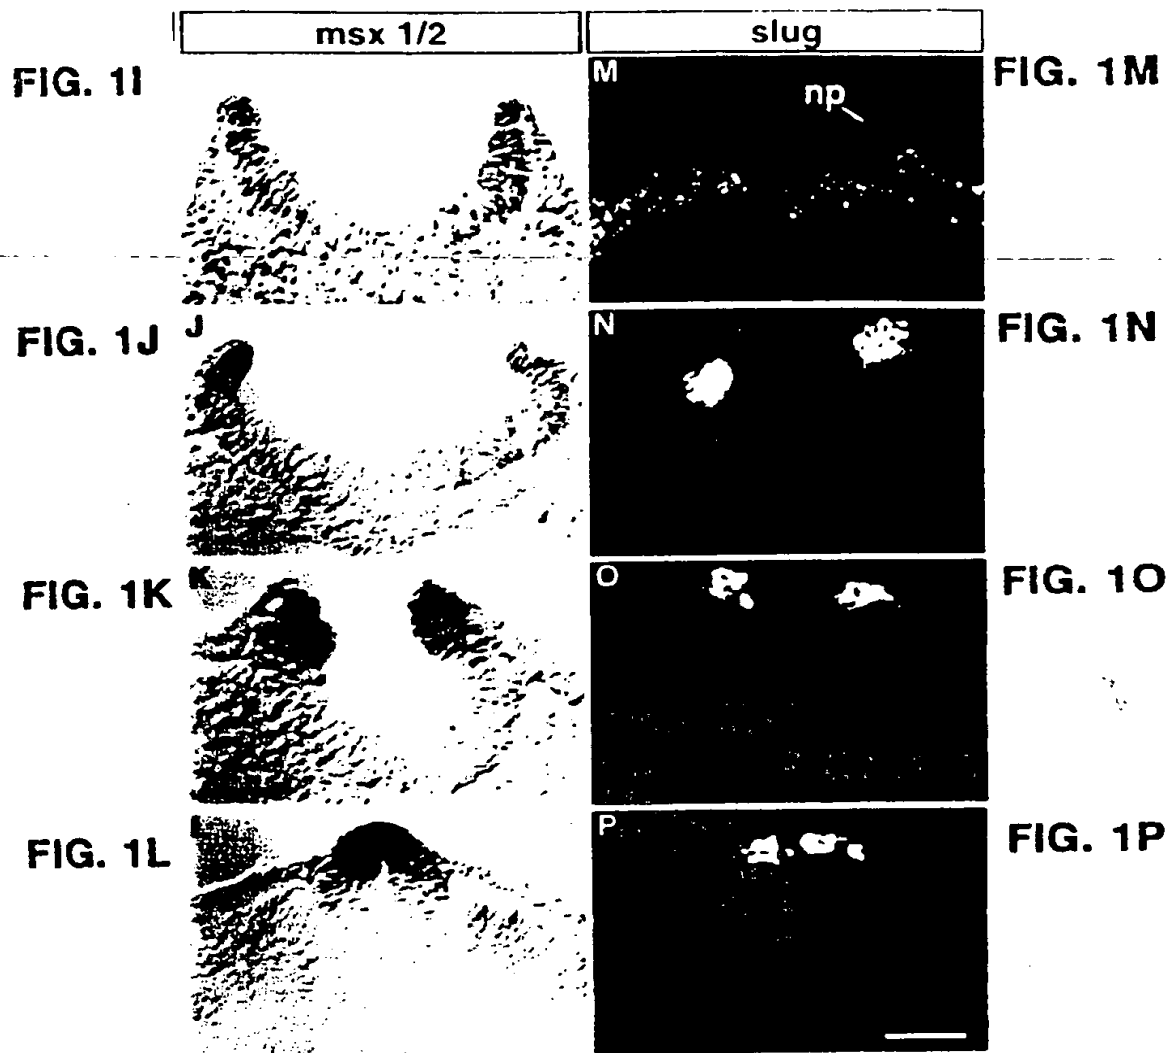 msx 1/2 slug
FIG. 1I M np FIG. 1M
FIG. 1J J N FIG. 1N
FIG. 1K K O FIG. 1O
FIG. 1L L P FIG. 1P